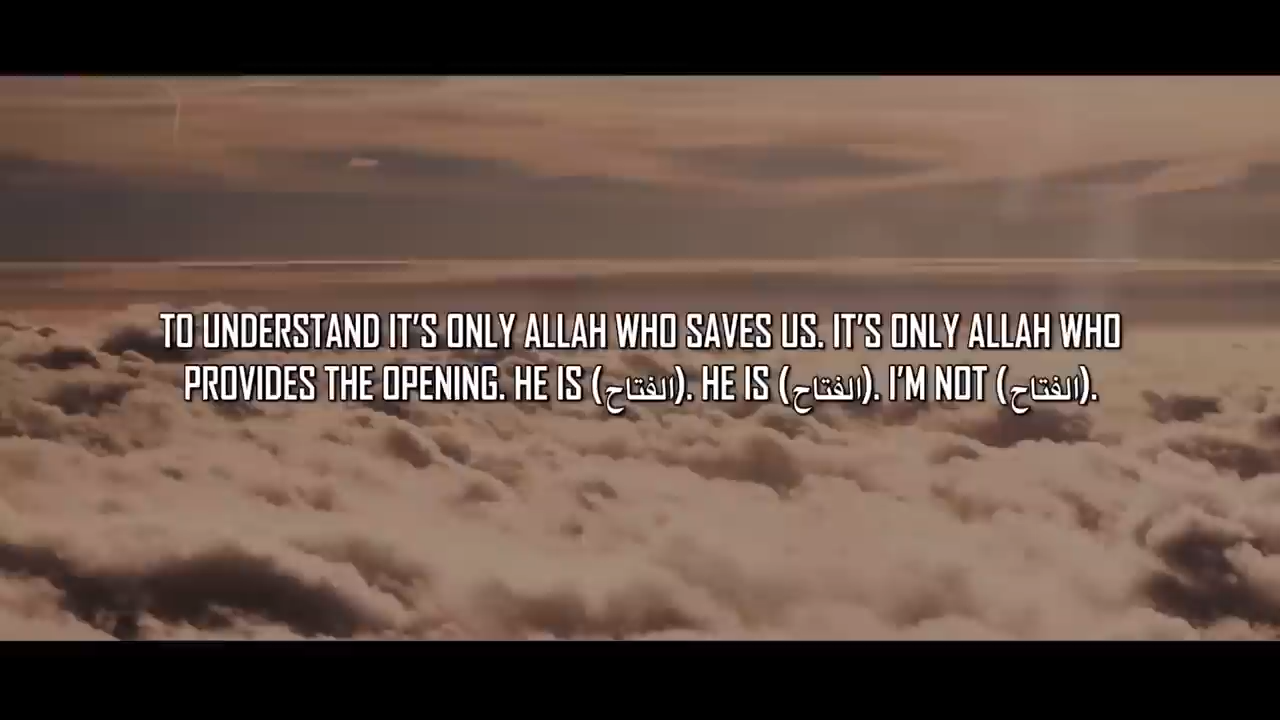 TO UNDERSTAND IT'S ONLY ALLAH WHO SAVES US. IT'S ONLY ALLAH WHO
PROVIDES THE OPENING. HE IS (الفتاح). HE IS (الفتاح). I'M NOT (الفتاح).